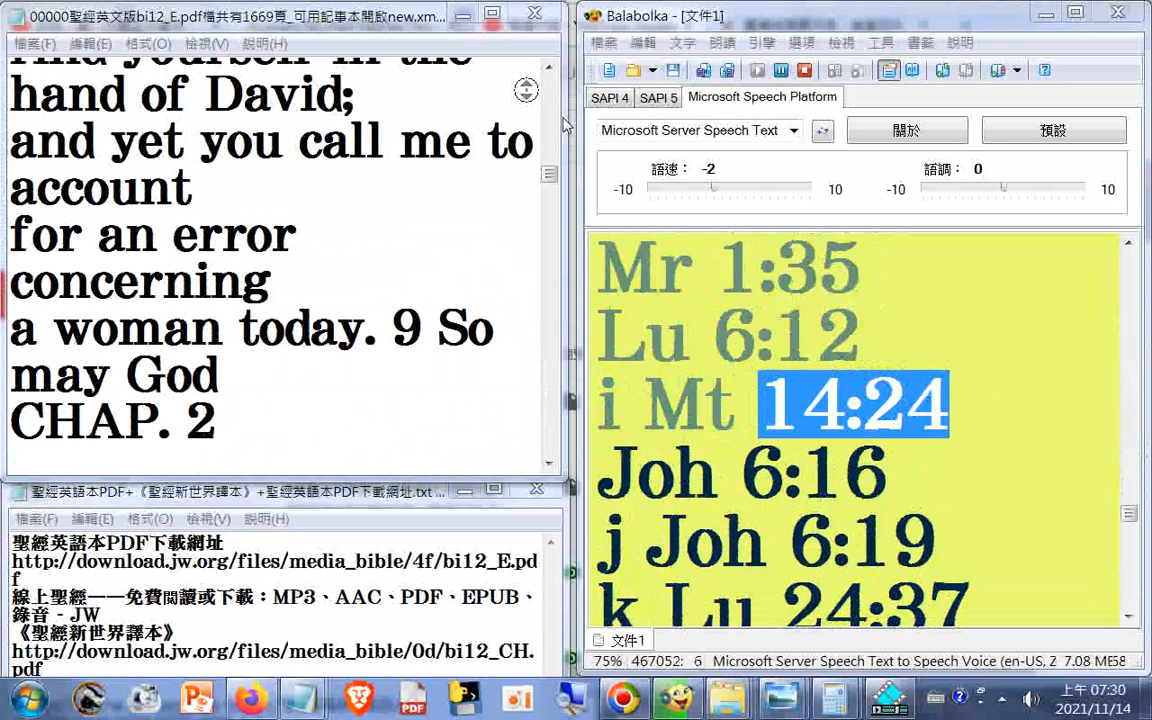 00000聖經英文版bi12_E.pdf檔共有1669頁_可用記事本開啟new.xm...
檔案(F) 編輯(E) 格式(O) 檢視(V) 說明(H)
And yourself in the
hand of David;
and yet you call me to
account
for an error
concerning
a woman today. 9 So
may God
CHAP. 2
聖經英語本PDF+《聖經新世界譯本》+聖經英語本PDF下載網址.txt ...
檔案(F) 編輯(E) 格式(O) 檢視(V) 說明(H)
聖經英語本PDF下載網址
http://download.jw.org/files/media_bible/4f/bi12_E.pd
f
線上聖經——免費閱讀或下載：MP3、AAC、PDF、EPUB、
錄音 - JW
《聖經新世界譯本》
http://download.jw.org/files/media_bible/0d/bi12_CH.
pdf
Balabolka - [文件1]
檔案 編輯 文字 朗讀 引擎 選項 檢視 工具 書籤 說明
SAPI 4 SAPI 5 Microsoft Speech Platform
Microsoft Server Speech Text 關於 預設
語速： -2 語調： 0
-10 10 -10 10
Mr 1:35
Lu 6:12
i Mt 14:24
Joh 6:16
j Joh 6:19
k Lu 24:37
文件1
75% 467052: 6 Microsoft Server Speech Text to Speech Voice (en-US, Z 7.08 ME58
上午 07:30
2021/11/14